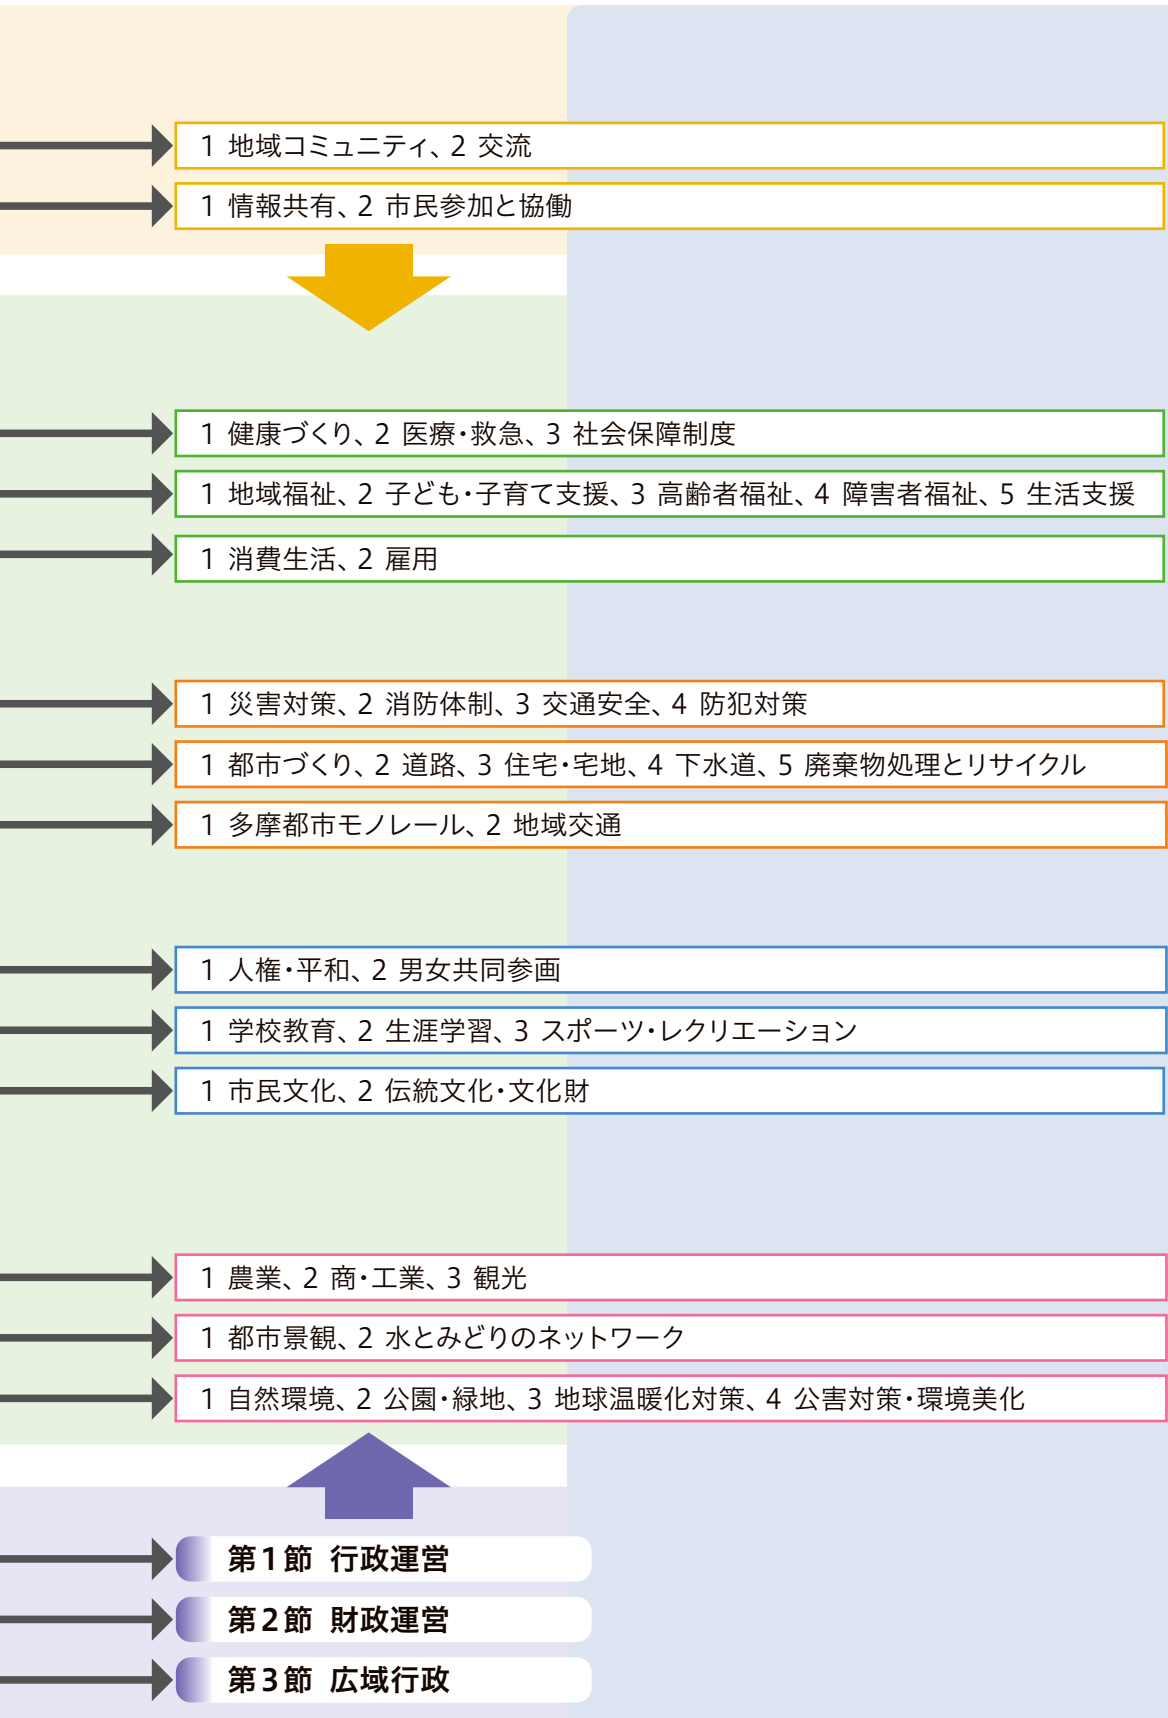 1 地域コミュニティ、2 交流
1 情報共有、2 市民参加と協働
1 健康づくり、2 医療・救急、3 社会保障制度
1 地域福祉、2 子ども・子育て支援、3 高齢者福祉、4 障害者福祉、5 生活支援
1 消費生活、2 雇用
1 災害対策、2 消防体制、3 交通安全、4 防犯対策
1 都市づくり、2 道路、3 住宅・宅地、4 下水道、5 廃棄物処理とリサイクル
1 多摩都市モノレール、2 地域交通
1 人権・平和、2 男女共同参画
1 学校教育、2 生涯学習、3 スポーツ・レクリエーション
1 市民文化、2 伝統文化・文化財
1 農業、2 商・工業、3 観光
1 都市景観、2 水とみどりのネットワーク
1 自然環境、2 公園・緑地、3 地球温暖化対策、4 公害対策・環境美化
第1節 行政運営
第2節 財政運営
第3節 広域行政